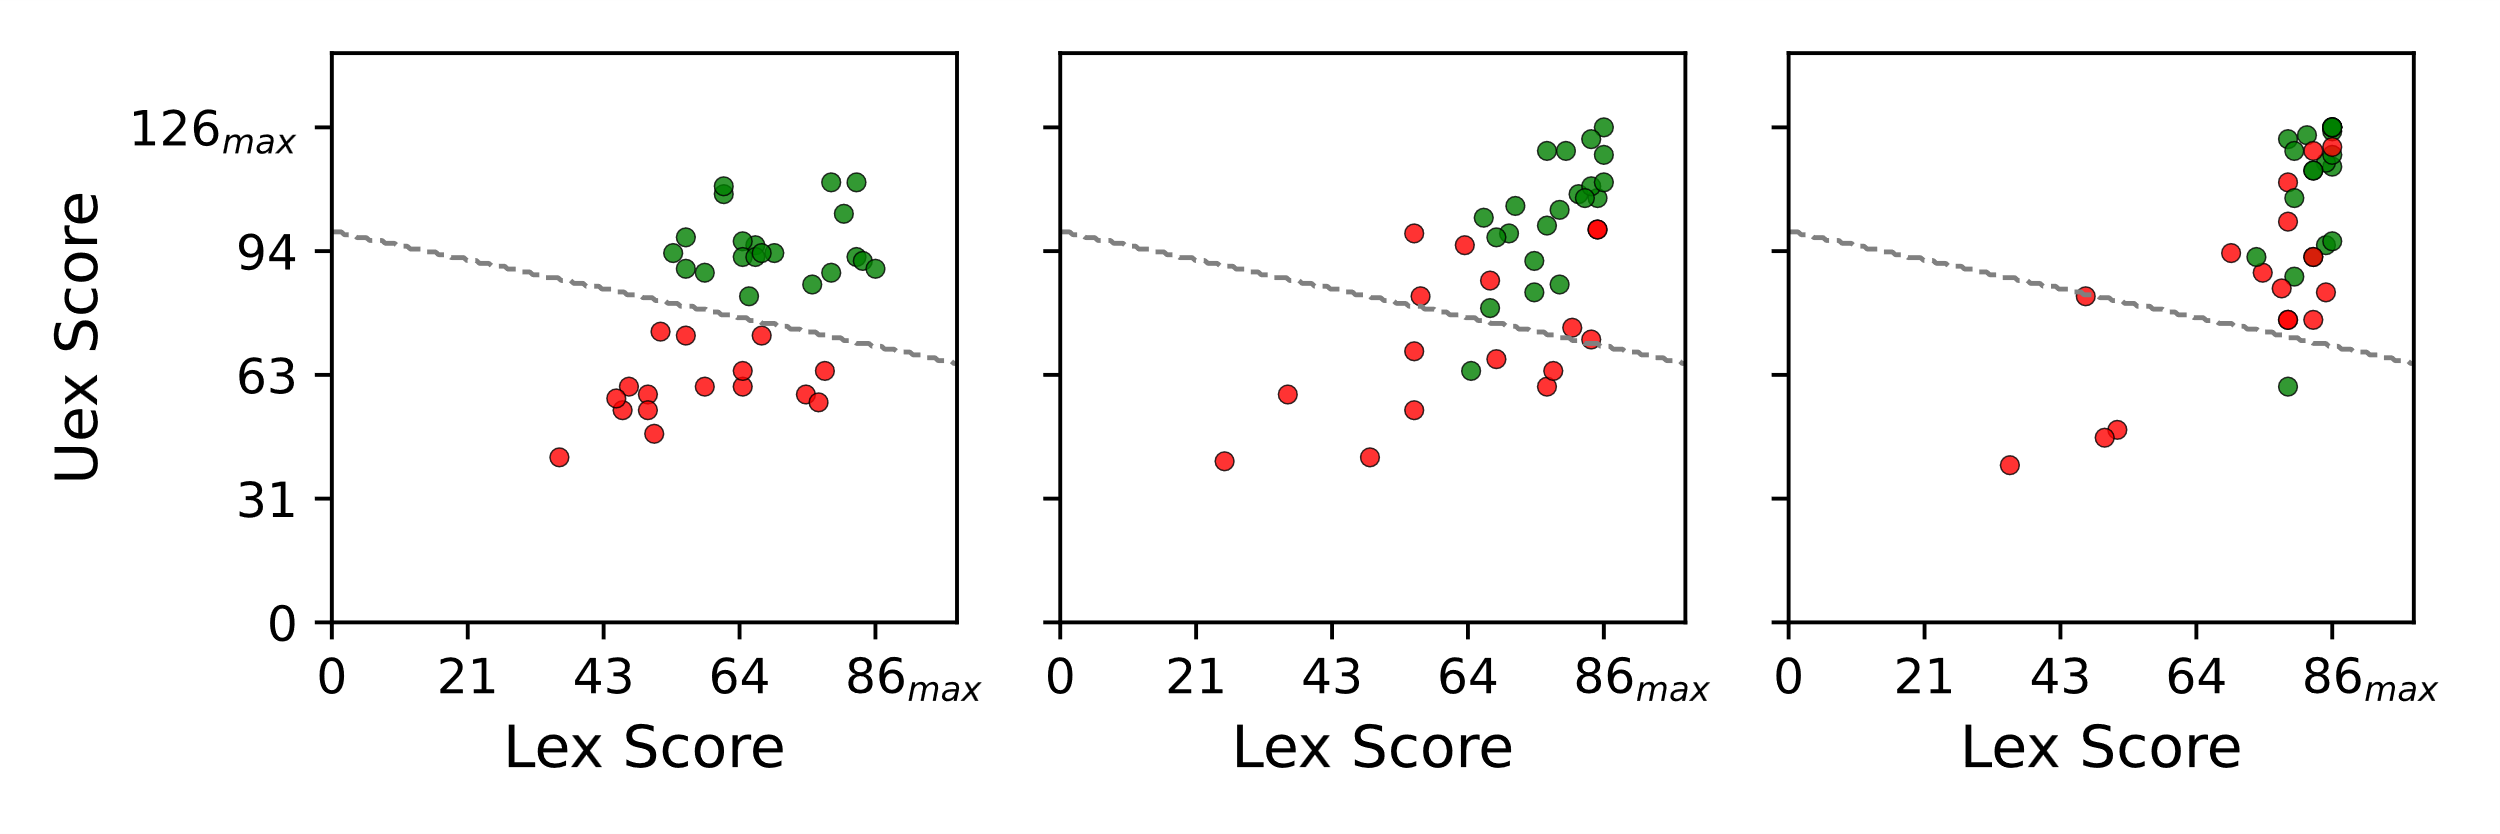 Uex Score
126max
94
63
31
0
0 21 43 64 86max
0 21 43 64 86max
0 21 43 64 86max
Lex Score
Lex Score
Lex Score